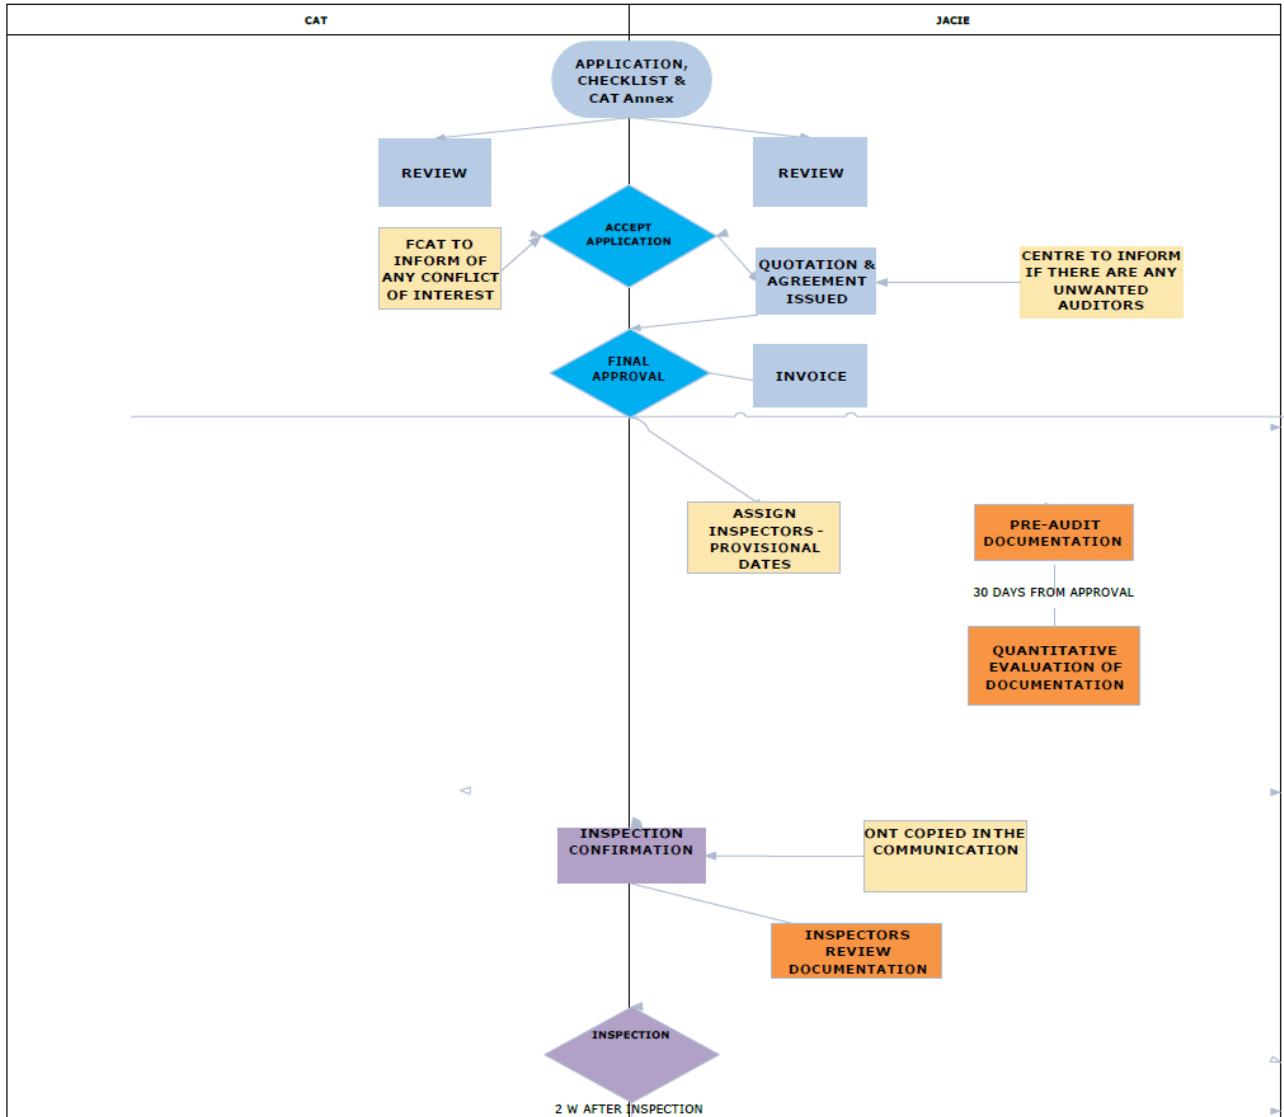 CAT
JACIE
APPLICATION,
CHECKLIST &
CAT Annex
REVIEW
REVIEW
ACCEPT
APPLICATION
FCAT TO
INFORM OF
ANY CONFLICT
OF INTEREST
QUOTATION &
AGREEMENT
ISSUED
CENTRE TO INFORM
IF THERE ARE ANY
UNWANTED
AUDITORS
FINAL
APPROVAL
INVOICE
ASSIGN
INSPECTORS -
PROVISIONAL
DATES
PRE-AUDIT
DOCUMENTATION
30 DAYS FROM APPROVAL
QUANTITATIVE
EVALUATION OF
DOCUMENTATION
INSPECTION
CONFIRMATION
ONT COPIED IN THE
COMMUNICATION
INSPECTORS
REVIEW
DOCUMENTATION
INSPECTION
2 W AFTER INSPECTION